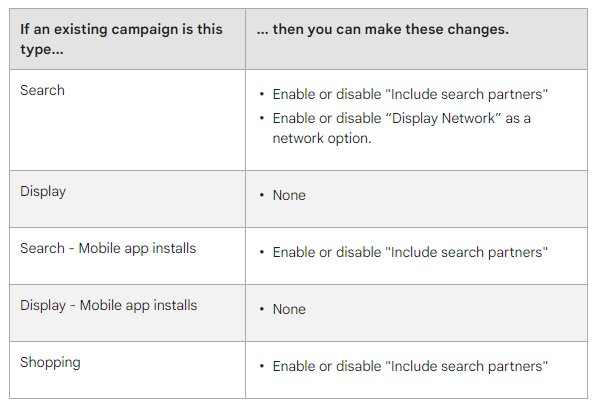 If an existing campaign is this
type...
... then you can make these changes.
Search
• Enable or disable "Include search partners"
• Enable or disable “Display Network” as a
network option.
Display
• None
Search - Mobile app installs
• Enable or disable "Include search partners"
Display - Mobile app installs
• None
Shopping
• Enable or disable "Include search partners"